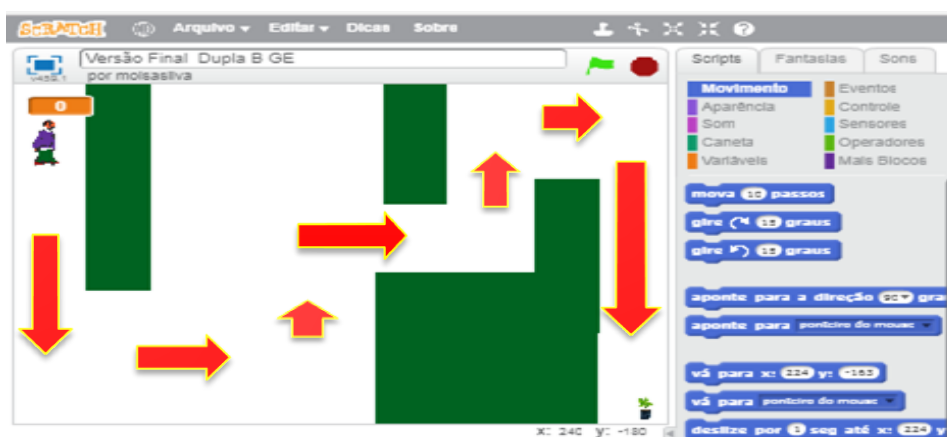 SCRATCH Arquivo Editar Dicas Sobre
Versão Final Dupla B GE
por moisasilva
0
Scripts Fantasias Sons
Movimento Eventos
Aparência Controle
Som Sensores
Caneta Operadores
Variáveis Mais Blocos
mova 10 passos
gire 15 graus
gire 15 graus
aponte para a direção 90 gra
aponte para ponteiro do mouse
vá para x: 224 y: -163
vá para ponteiro do mouse
deslize por 1 seg até x: 224 y
X: 240 Y: -180